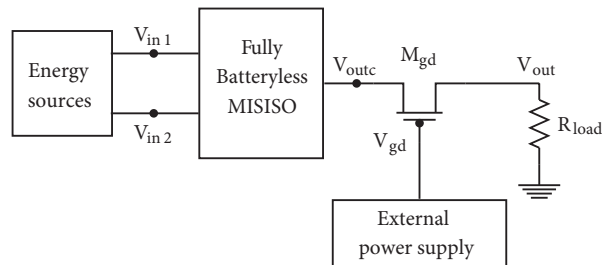 Energy
sources
V_in 1
V_in 2
Fully
Batteryless
MISISO
V_outc
M_gd
V_gd
V_out
R_load
External
power supply